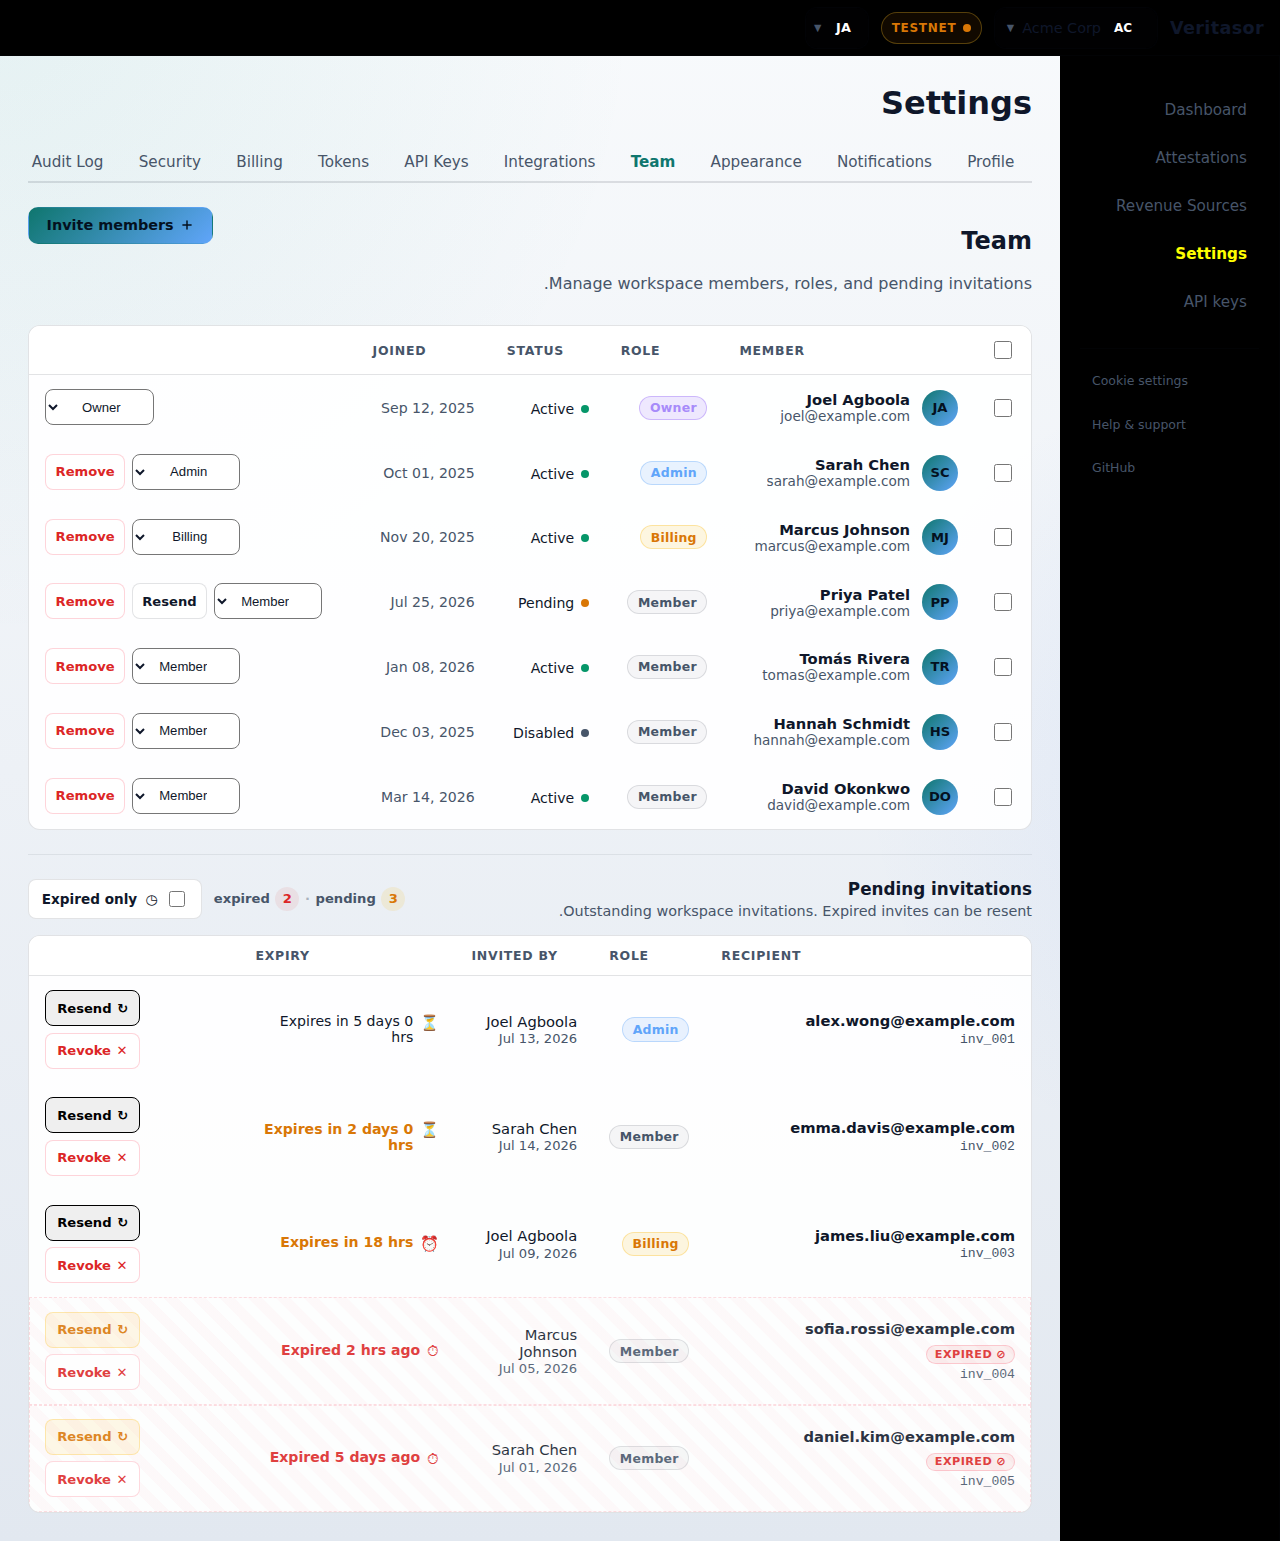 Veritasor
AC Acme Corp ▼
TESTNET
JA ▼
Dashboard
Attestations
Revenue Sources
Settings
API keys
Cookie settings
Help & support
GitHub
Settings
Profile Notifications Appearance Team Integrations API Keys Tokens Billing Security Audit Log
Team
Manage workspace members, roles, and pending invitations.
+ Invite members
MEMBER ROLE STATUS JOINED
JA Joel Agboola Owner Active Sep 12, 2025 Owner
joel@example.com
SC Sarah Chen Admin Active Oct 01, 2025 Admin Remove
sarah@example.com
MJ Marcus Johnson Billing Active Nov 20, 2025 Billing Remove
marcus@example.com
PP Priya Patel Member Pending Jul 25, 2026 Member Resend Remove
priya@example.com
TR Tomás Rivera Member Active Jan 08, 2026 Member Remove
tomas@example.com
HS Hannah Schmidt Member Disabled Dec 03, 2025 Member Remove
hannah@example.com
DO David Okonkwo Member Active Mar 14, 2026 Member Remove
david@example.com
Pending invitations
Outstanding workspace invitations. Expired invites can be resent.
3 pending · 2 expired
◷ Expired only
RECIPIENT ROLE INVITED BY EXPIRY
alex.wong@example.com Admin Joel Agboola ⏳ Expires in 5 days 0 hrs ↻ Resend
inv_001 Jul 13, 2026 ✕ Revoke
emma.davis@example.com Member Sarah Chen ⏳ Expires in 2 days 0 hrs ↻ Resend
inv_002 Jul 14, 2026 ✕ Revoke
james.liu@example.com Billing Joel Agboola ⏰ Expires in 18 hrs ↻ Resend
inv_003 Jul 09, 2026 ✕ Revoke
sofia.rossi@example.com Member Marcus Johnson ⏱ Expired 2 hrs ago ↻ Resend
⊘ EXPIRED
inv_004 Jul 05, 2026 ✕ Revoke
daniel.kim@example.com Member Sarah Chen ⏱ Expired 5 days ago ↻ Resend
⊘ EXPIRED
inv_005 Jul 01, 2026 ✕ Revoke